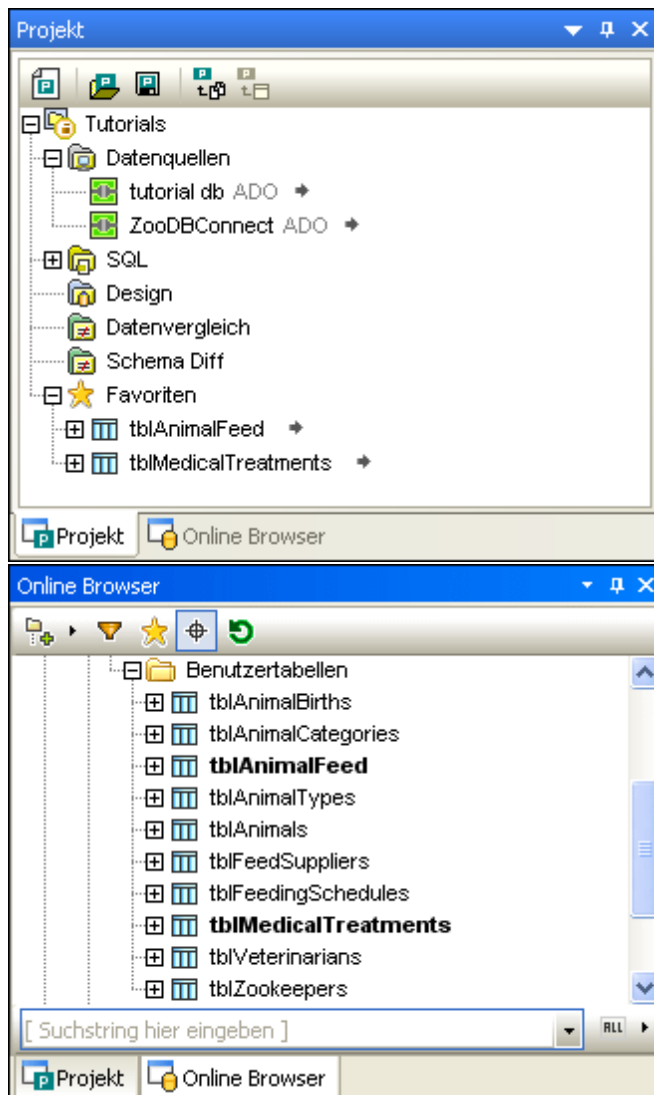 Projekt
Tutorials
Datenquellen
tutorial db ADO
ZooDBConnect ADO
SQL
Design
Datenvergleich
Schema Diff
Favoriten
tblAnimalFeed
tblMedicalTreatments
Projekt Online Browser
Online Browser
Benutzertabellen
tblAnimalBirths
tblAnimalCategories
tblAnimalFeed
tblAnimalTypes
tblAnimals
tblFeedSuppliers
tblFeedingSchedules
tblMedicalTreatments
tblVeterinarians
tblZookeepers
[ Suchstring hier eingeben ] ALL
Projekt Online Browser